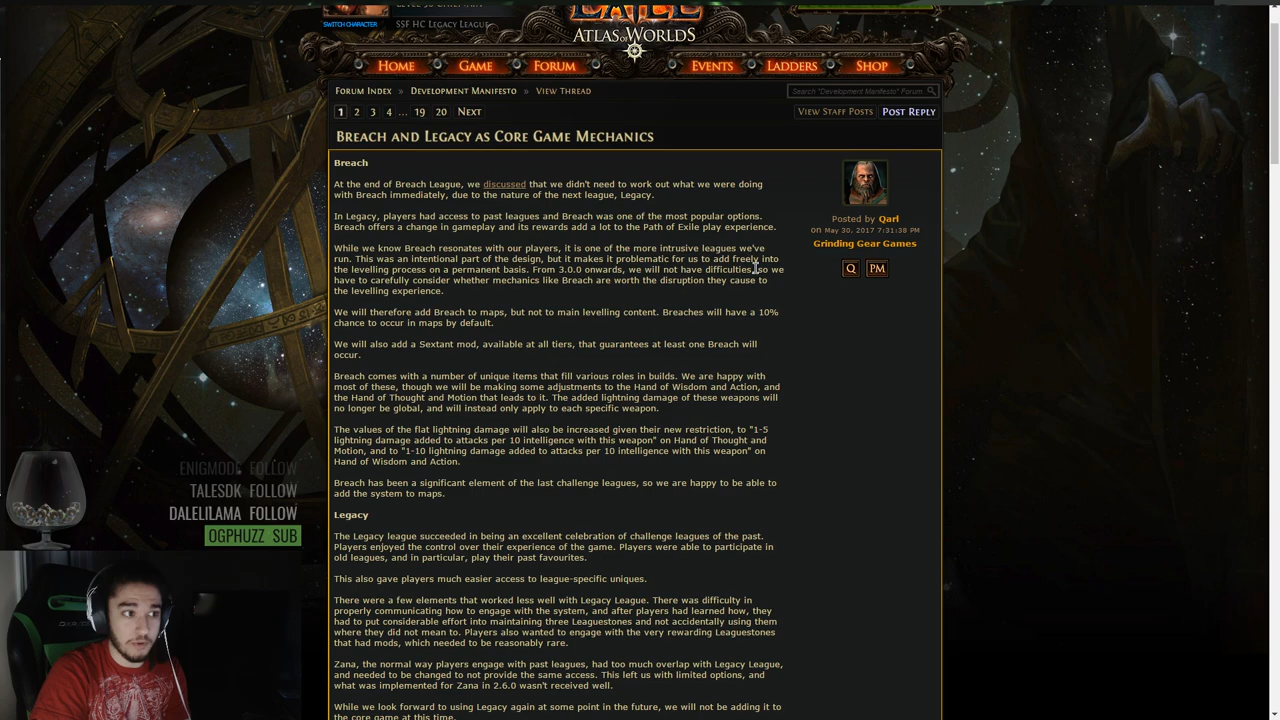 SWITCH CHARACTER
SSF HC LEGACY LEAGUE
ATLAS OF WORLDS
HOME
GAME
FORUM
EVENTS
LADDERS
SHOP
FORUM INDEX » DEVELOPMENT MANIFESTO » VIEW THREAD
Search "Development Manifesto" Forum
1 2 3 4 ... 19 20 NEXT
VIEW STAFF POSTS
POST REPLY
BREACH AND LEGACY AS CORE GAME MECHANICS
Breach
At the end of Breach League, we discussed that we didn't need to work out what we were doing
with Breach immediately, due to the nature of the next league, Legacy.
In Legacy, players had access to past leagues and Breach was one of the most popular options.
Breach offers a change in gameplay and its rewards add a lot to the Path of Exile play experience.
While we know Breach resonates with our players, it is one of the more intrusive leagues we've
run. This was an intentional part of the design, but it makes it problematic for us to add freely into
the levelling process on a permanent basis. From 3.0.0 onwards, we will not have difficulties, so we
have to carefully consider whether mechanics like Breach are worth the disruption they cause to
the levelling experience.
We will therefore add Breach to maps, but not to main levelling content. Breaches will have a 10%
chance to occur in maps by default.
We will also add a Sextant mod, available at all tiers, that guarantees at least one Breach will
occur.
Breach comes with a number of unique items that fill various roles in builds. We are happy with
most of these, though we will be making some adjustments to the Hand of Wisdom and Action, and
the Hand of Thought and Motion that leads to it. The added lightning damage of these weapons will
no longer be global, and will instead only apply to each specific weapon.
The values of the flat lightning damage will also be increased given their new restriction, to "1-5
lightning damage added to attacks per 10 intelligence with this weapon" on Hand of Thought and
Motion, and to "1-10 lightning damage added to attacks per 10 intelligence with this weapon" on
Hand of Wisdom and Action.
Breach has been a significant element of the last challenge leagues, so we are happy to be able to
add the system to maps.
Legacy
The Legacy league succeeded in being an excellent celebration of challenge leagues of the past.
Players enjoyed the control over their experience of the game. Players were able to participate in
old leagues, and in particular, play their past favourites.
This also gave players much easier access to league-specific uniques.
There were a few elements that worked less well with Legacy League. There was difficulty in
properly communicating how to engage with the system, and after players had learned how, they
had to put considerable effort into maintaining three Leaguestones and not accidentally using them
where they did not mean to. Players also wanted to engage with the very rewarding Leaguestones
that had mods, which needed to be reasonably rare.
Zana, the normal way players engage with past leagues, had too much overlap with Legacy League,
and needed to be changed to not provide the same access. This left us with limited options, and
what was implemented for Zana in 2.6.0 wasn't received well.
While we look forward to using Legacy again at some point in the future, we will not be adding it to
the core game at this time.
Posted by Qarl
on May 30, 2017 7:31:38 PM
Grinding Gear Games
Q
PM
ENIGMODE FOLLOW
TALESDK FOLLOW
DALELILAMA FOLLOW
OGPHUZZ SUB